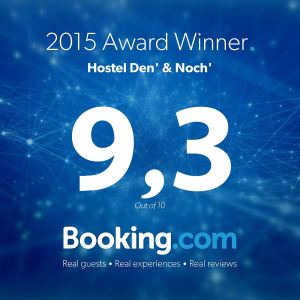 2015 Award Winner.
Hostel Den' & Noch'
9,3
Out of 10
Booking.com
Real guests • Real experiences • Real reviews